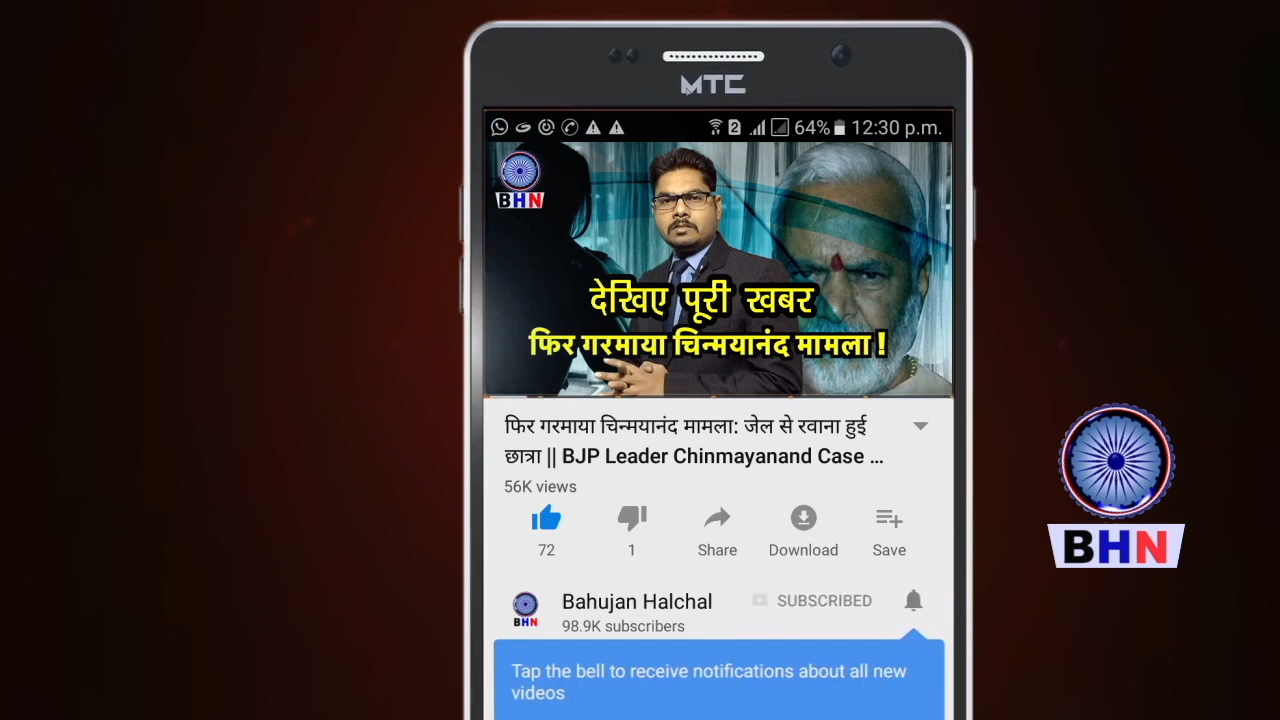 MTC
2 64% 12:30 p.m.
BHN
देखिए पूरी खबर
फिर गरमाया चिन्मयानंद मामला !
फिर गरमाया चिन्मयानंद मामला: जेल से रवाना हुई
छात्रा || BJP Leader Chinmayanand Case ...
56K views
72 1 Share Download Save
Bahujan Halchal SUBSCRIBED
98.9K subscribers
BHN
Tap the bell to receive notifications about all new
videos
BHN